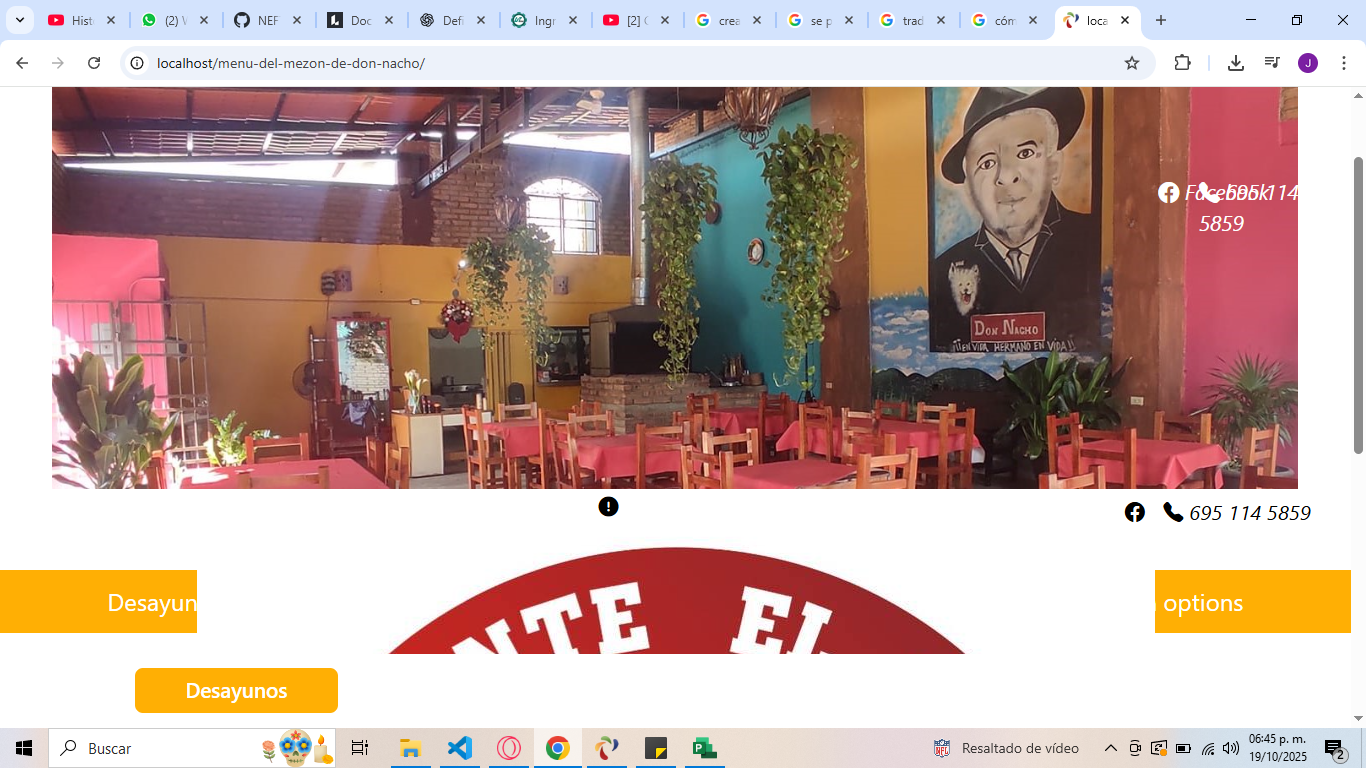 Histo
(2) W
NEF
Doc
Defi
Ingr
[2] C
crea
se p
trad
cóm
loca
localhost/menu-del-mezon-de-don-nacho/
J
Facebook 695 114
5859
DON NACHO
¡¡EN VIDA, HERMANO EN VIDA!!
695 114 5859
NTE EL
Desayun
options
Desayunos
Buscar
Resaltado de vídeo
06:45 p. m.
19/10/2025
2